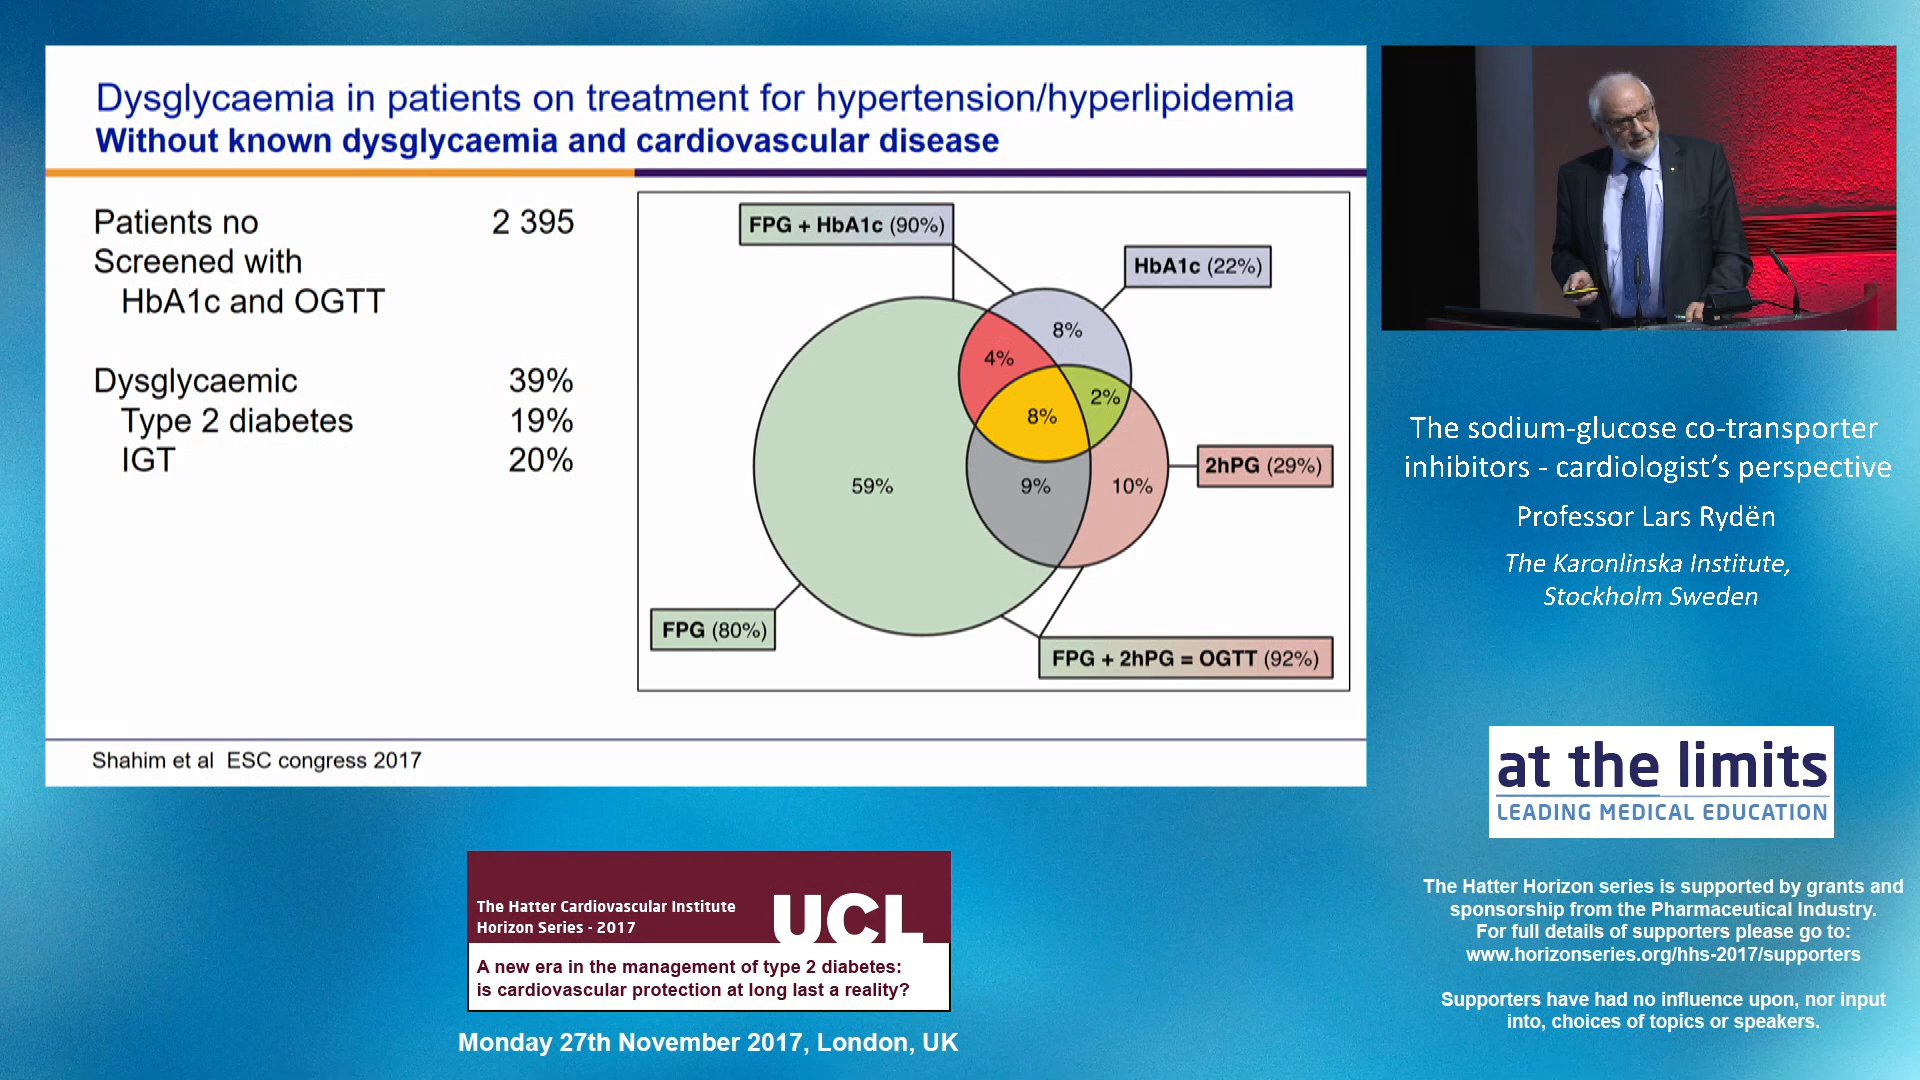 Dysglycaemia in patients on treatment for hypertension/hyperlipidemia
Without known dysglycaemia and cardiovascular disease
Patients no 2 395
Screened with
HbA1c and OGTT
Dysglycaemic 39%
Type 2 diabetes 19%
IGT 20%
FPG + HbA1c (90%)
HbA1c (22%)
8%
4%
2%
8%
2hPG (29%)
59%
9%
10%
FPG (80%)
FPG + 2hPG = OGTT (92%)
Shahim et al ESC congress 2017
The sodium-glucose co-transporter
inhibitors - cardiologist's perspective
Professor Lars Rydën
The Karonlinska Institute,
Stockholm Sweden
at the limits
LEADING MEDICAL EDUCATION
The Hatter Horizon series is supported by grants and
sponsorship from the Pharmaceutical Industry.
For full details of supporters please go to:
www.horizonseries.org/hhs-2017/supporters
Supporters have had no influence upon, nor input
into, choices of topics or speakers.
The Hatter Cardiovascular Institute
Horizon Series - 2017
UCL
A new era in the management of type 2 diabetes:
is cardiovascular protection at long last a reality?
Monday 27th November 2017, London, UK